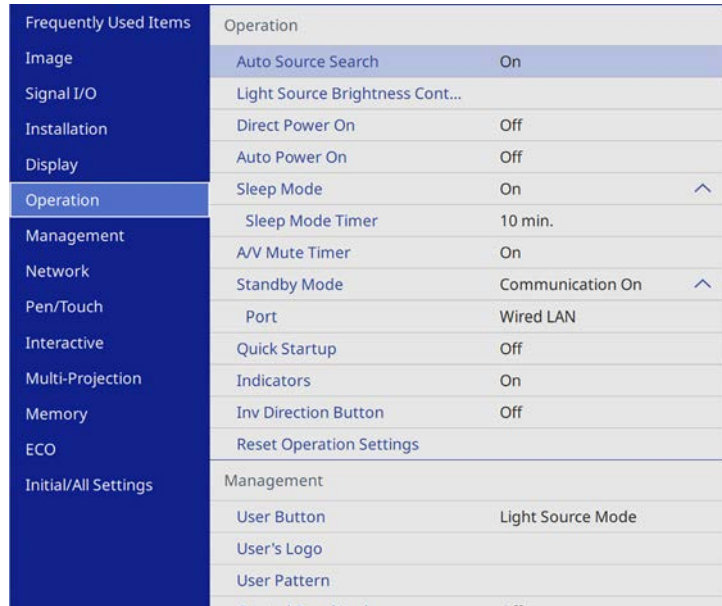 Frequently Used Items
Image
Signal I/O
Installation
Display
Operation
Management
Network
Pen/Touch
Interactive
Multi-Projection
Memory
ECO
Initial/All Settings
Operation
Auto Source Search On
Light Source Brightness Cont...
Direct Power On Off
Auto Power On Off
Sleep Mode On
Sleep Mode Timer 10 min.
A/V Mute Timer On
Standby Mode Communication On
Port Wired LAN
Quick Startup Off
Indicators On
Inv Direction Button Off
Reset Operation Settings
Management
User Button Light Source Mode
User's Logo
User Pattern